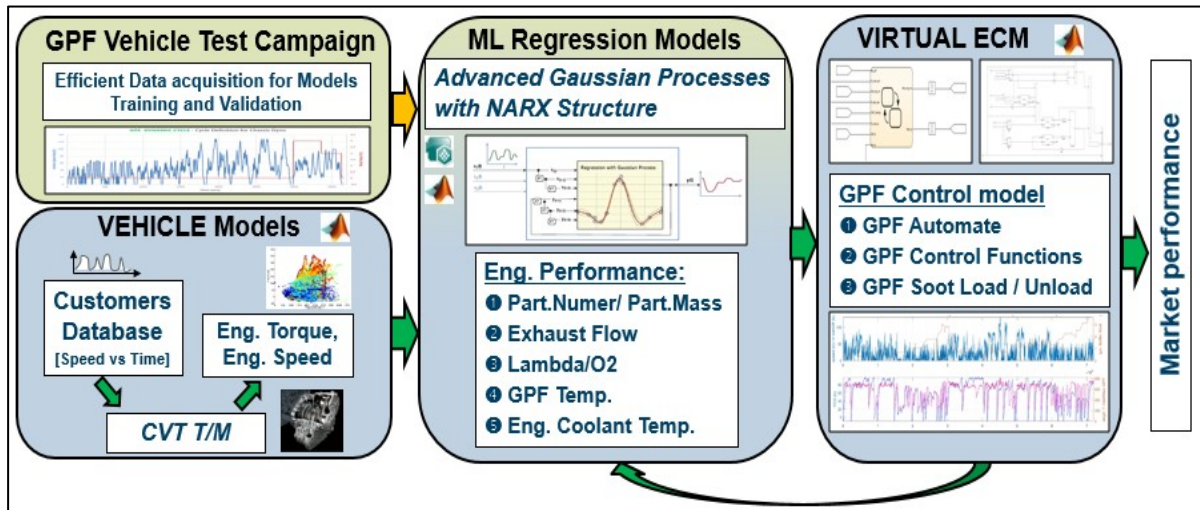 GPF Vehicle Test Campaign
Efficient Data acquisition for Models
Training and Validation
VEHICLE Models
Customers
Database
[Speed vs Time]
Eng. Torque,
Eng. Speed
CVT T/M
ML Regression Models
Advanced Gaussian Processes
with NARX Structure
Regression with Gaussian Process
Eng. Performance:
❶ Part.Numer/ Part.Mass
❷ Exhaust Flow
❸ Lambda/O2
❹ GPF Temp.
❺ Eng. Coolant Temp.
VIRTUAL ECM
GPF Control model
❶ GPF Automate
❷ GPF Control Functions
❸ GPF Soot Load / Unload
Market performance